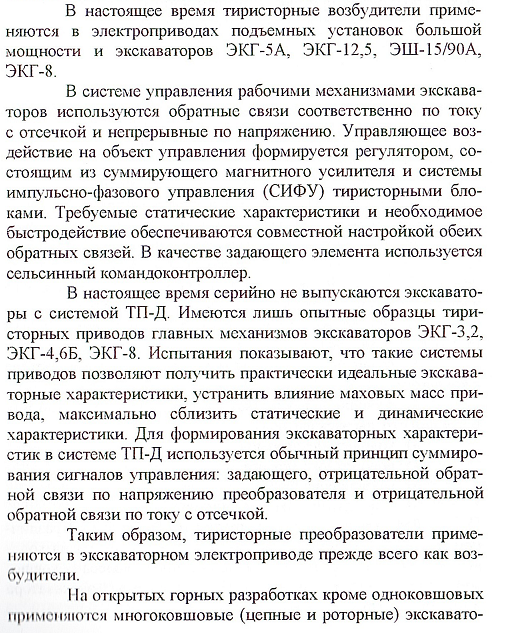 В настоящее время тиристорные возбудители приме-
няются в электроприводах подъемных установок большой
мощности и экскаваторов ЭКГ-5А, ЭКГ-12,5, ЭШ-15/90А,
ЭКГ-8.
В системе управления рабочими механизмами экскава-
торов используются обратные связи соответственно по току
с отсечкой и непрерывные по напряжению. Управляющее воз-
действие на объект управления формируется регулятором, со-
стоящим из суммирующего магнитного усилителя и системы
импульсно-фазового управления (СИФУ) тиристорными бло-
ками. Требуемые статические характеристики и необходимое
быстродействие обеспечиваются совместной настройкой обеих
обратных связей. В качестве задающего элемента используется
сельсинный командоконтроллер.
В настоящее время серийно не выпускаются экскавато-
ры с системой ТП-Д. Имеются лишь опытные образцы тири-
сторных приводов главных механизмов экскаваторов ЭКГ-3,2,
ЭКГ-4,6Б, ЭКГ-8. Испытания показывают, что такие системы
приводов позволяют получить практически идеальные экскава-
торные характеристики, устранить влияние маховых масс при-
вода, максимально сблизить статические и динамические
характеристики. Для формирования экскаваторных характери-
стик в системе ТП-Д используется обычный принцип суммиро-
вания сигналов управления: задающего, отрицательной обрат-
ной связи по напряжению преобразователя и отрицательной
обратной связи по току с отсечкой.
Таким образом, тиристорные преобразователи приме-
няются в экскаваторном электроприводе прежде всего как воз-
будители.
На открытых горных разработках кроме одноковшовых
применяются многоковшовые (цепные и роторные) экскавато-